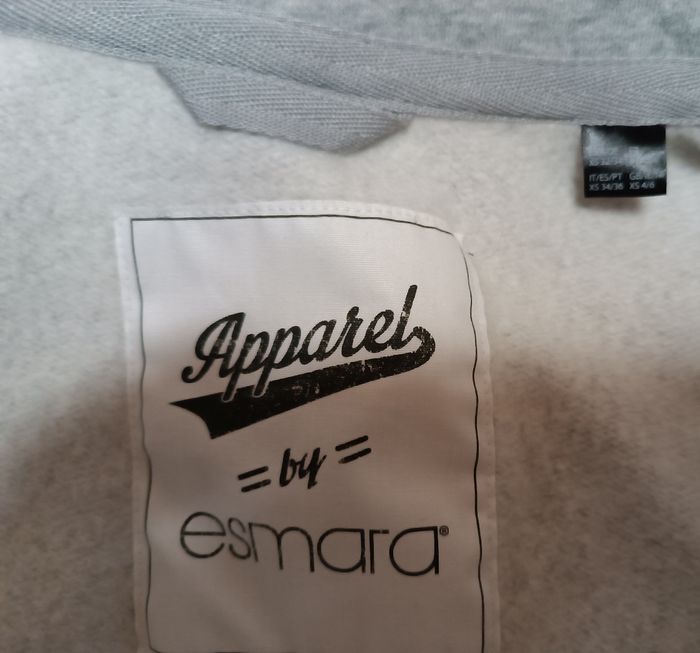 IT/ES/PT
XS 34/36 XS 4/6
Apparel
= by =
esmara®